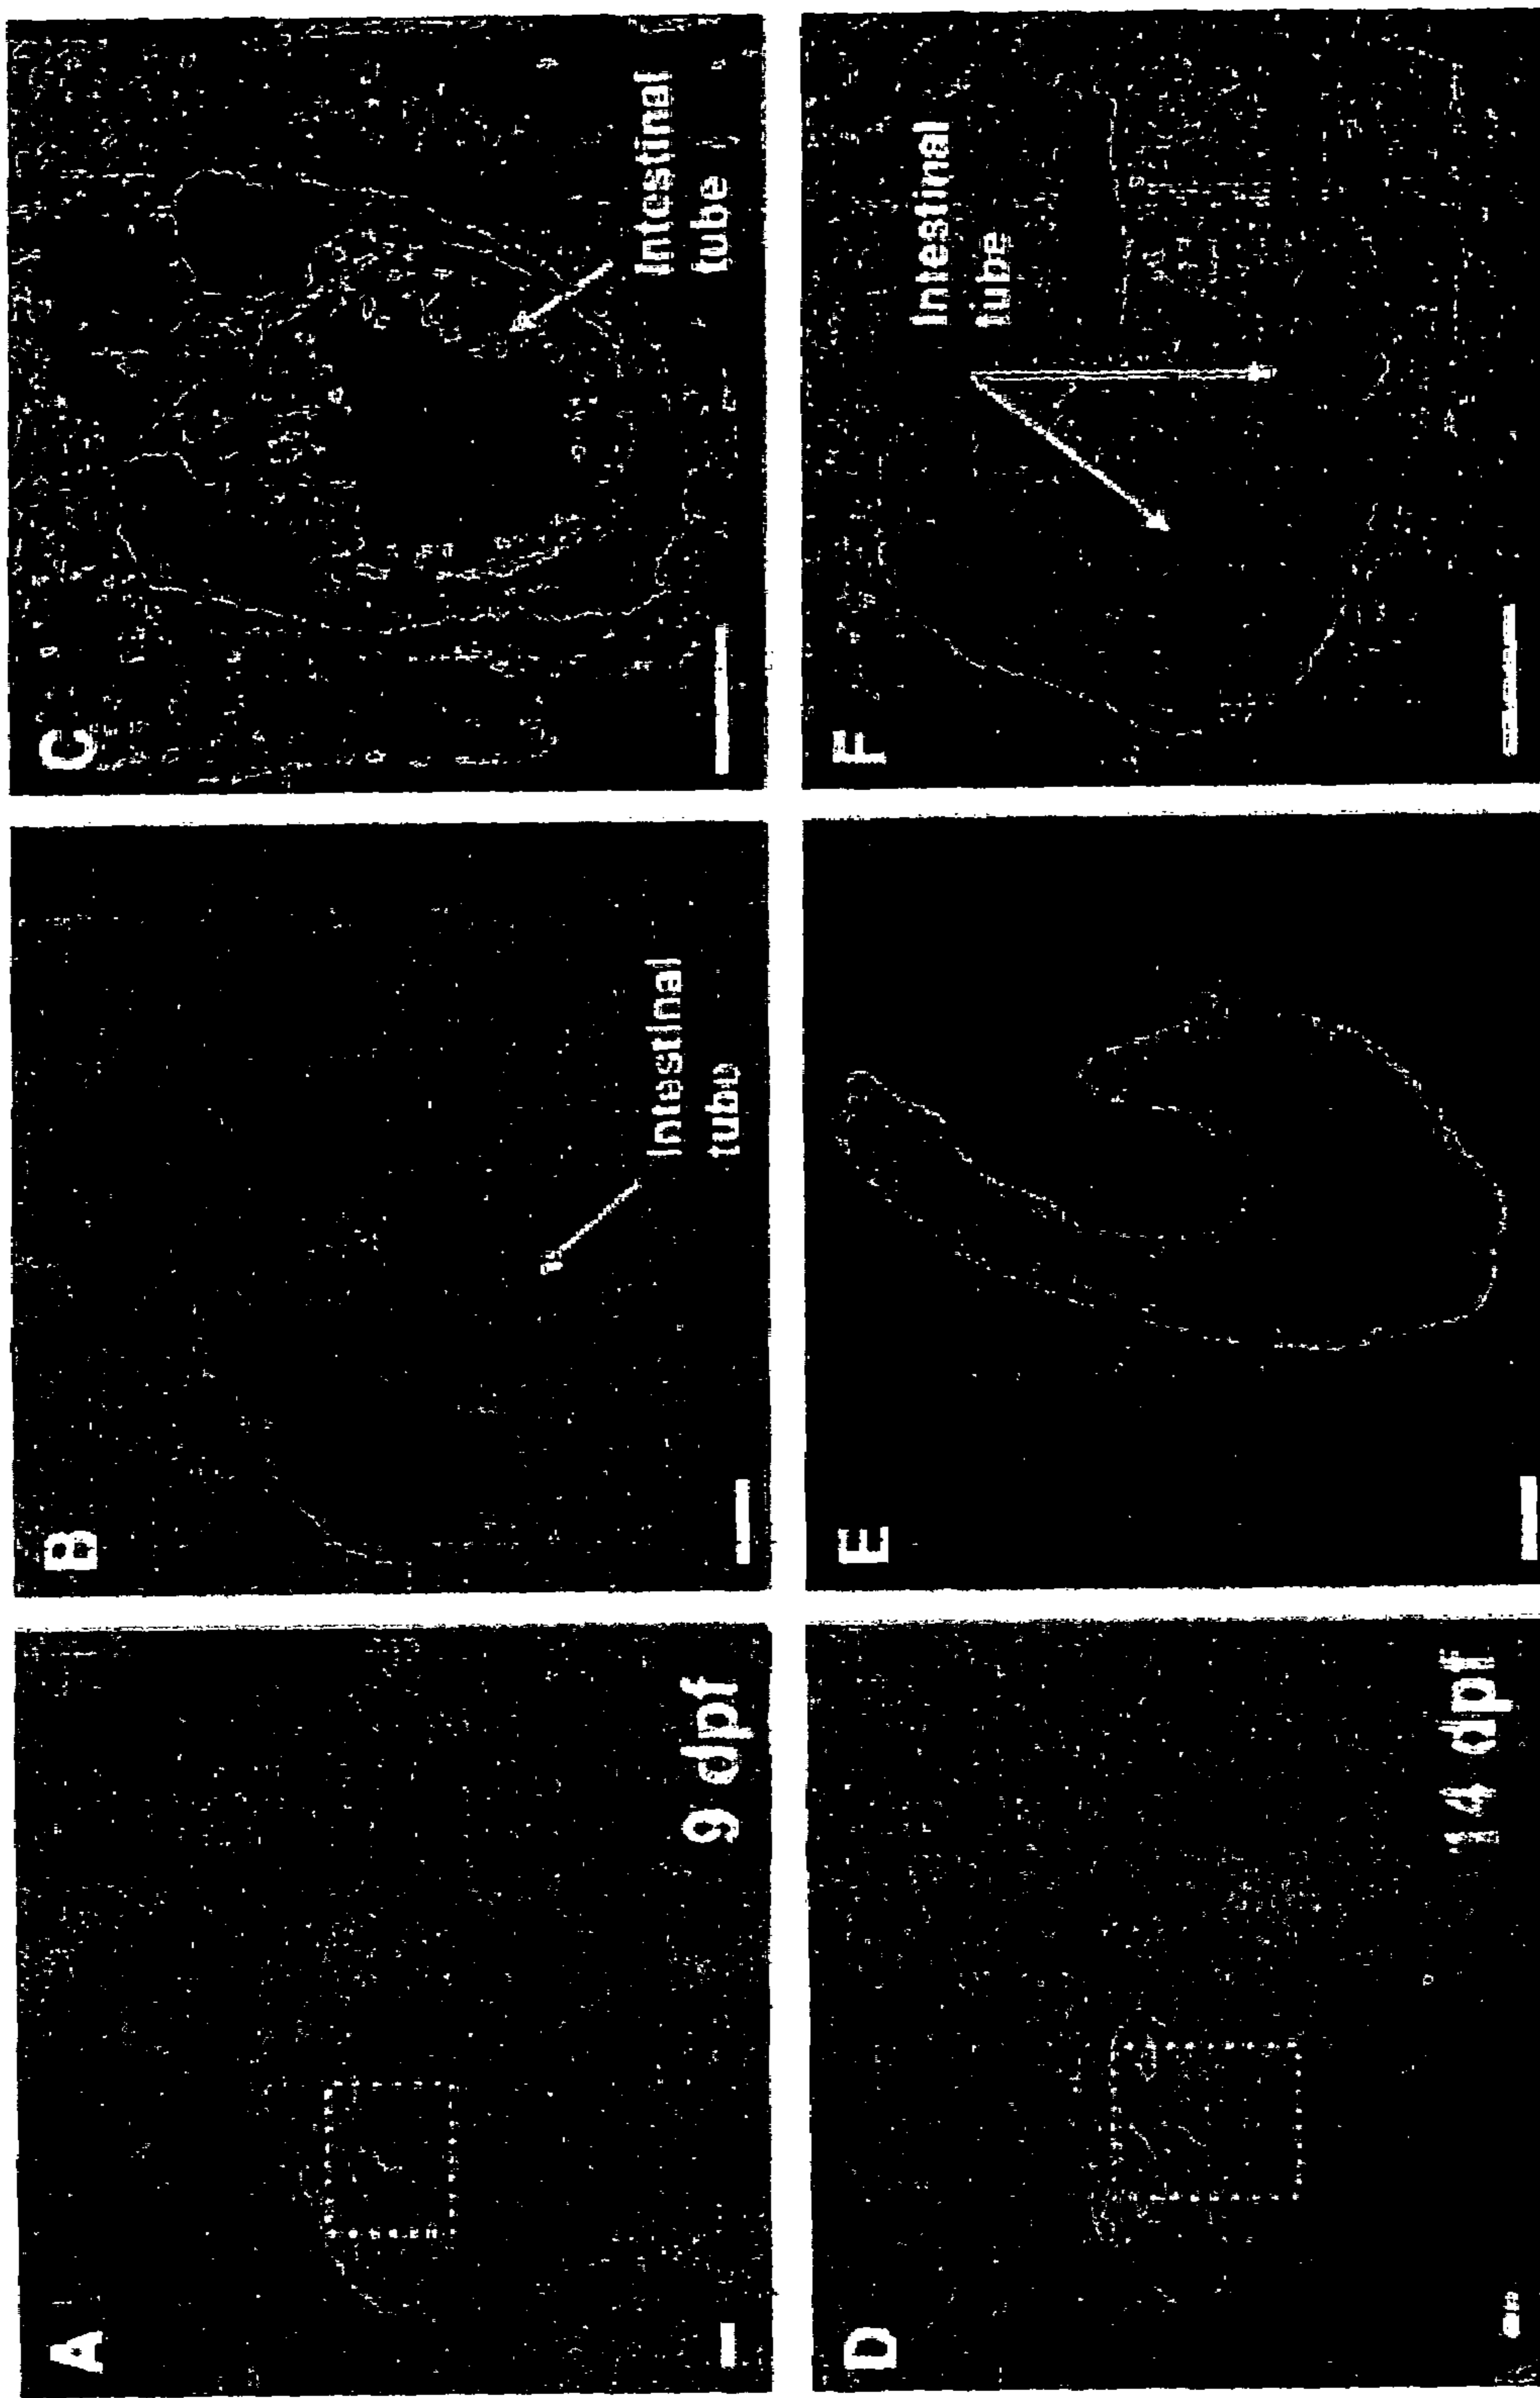 A
9 dpf
B
Intestinal
tube
C
Intestinal
tube
D
14 dpf
E
F
Intestinal
tube